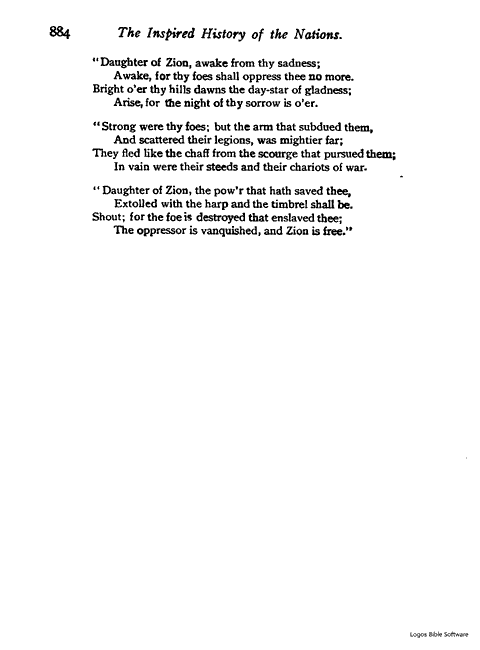 884 The Inspired History of the Nations.
"Daughter of Zion, awake from thy sadness;
Awake, for thy foes shall oppress thee no more.
Bright o'er thy hills dawns the day-star of gladness;
Arise, for the night of thy sorrow is o'er.
"Strong were thy foes; but the arm that subdued them,
And scattered their legions, was mightier far;
They fled like the chaff from the scourge that pursued them;
In vain were their steeds and their chariots of war.
"Daughter of Zion, the pow'r that hath saved thee,
Extolled with the harp and the timbrel shall be.
Shout; for the foe is destroyed that enslaved thee;
The oppressor is vanquished, and Zion is free."
Logos Bible Software